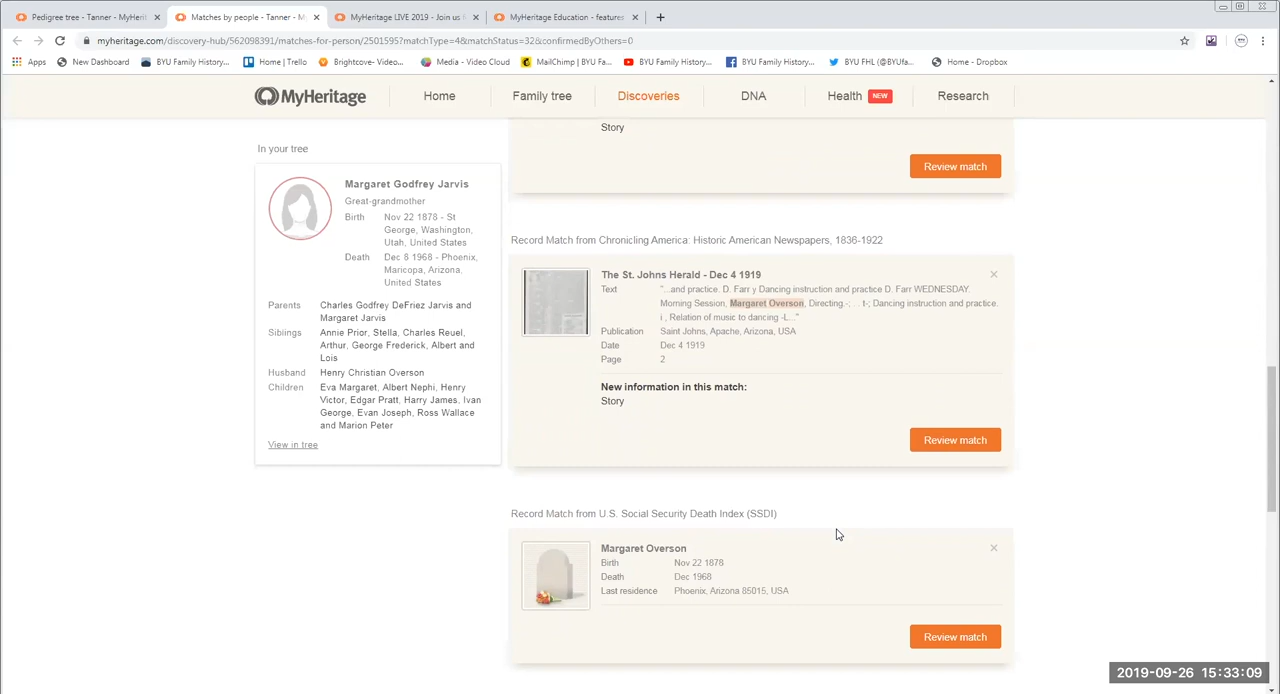 Pedigree tree - Tanner - MyHerit
Matches by people - Tanner - M
MyHeritage LIVE 2019 - Join us
MyHeritage Education - features
myheritage.com/discovery-hub/562098391/matches-for-person/2501595?matchType=4&matchStatus=32&confirmedByOthers=0
Apps
New Dashboard
BYU Family History...
Home | Trello
Brightcove- Video...
Media - Video Cloud
MailChimp | BYU Fa...
BYU Family History...
BYU Family History...
BYU FHL (@BYUfa...
Home - Dropbox
MyHeritage
Home
Family tree
Discoveries
DNA
Health NEW
Research
In your tree
Margaret Godfrey Jarvis
Great-grandmother
Birth Nov 22 1878 - St
George, Washington,
Utah, United States
Death Dec 8 1968 - Phoenix,
Maricopa, Arizona,
United States
Parents Charles Godfrey DeFriez Jarvis and
Margaret Jarvis
Siblings Annie Prior, Stella, Charles Reuel,
Arthur, George Frederick, Albert and
Lois
Husband Henry Christian Overson
Children Eva Margaret, Albert Nephi, Henry
Victor, Edgar Pratt, Harry James, Ivan
George, Evan Joseph, Ross Wallace
and Marion Peter
View in tree
Story
Review match
Record Match from Chronicling America: Historic American Newspapers, 1836-1922
The St. Johns Herald - Dec 4 1919
Text "...and practice. D. Farr y Dancing instruction and practice D. Farr WEDNESDAY.
Morning Session, Margaret Overson, Directing.-; ... t-; Dancing instruction and practice.
i , Relation of music to dancing -L..."
Publication Saint Johns, Apache, Arizona, USA
Date Dec 4 1919
Page 2
New information in this match:
Story
Review match
Record Match from U.S. Social Security Death Index (SSDI)
Margaret Overson
Birth Nov 22 1878
Death Dec 1968
Last residence Phoenix, Arizona 85015, USA
Review match
2019-09-26 15:33:09